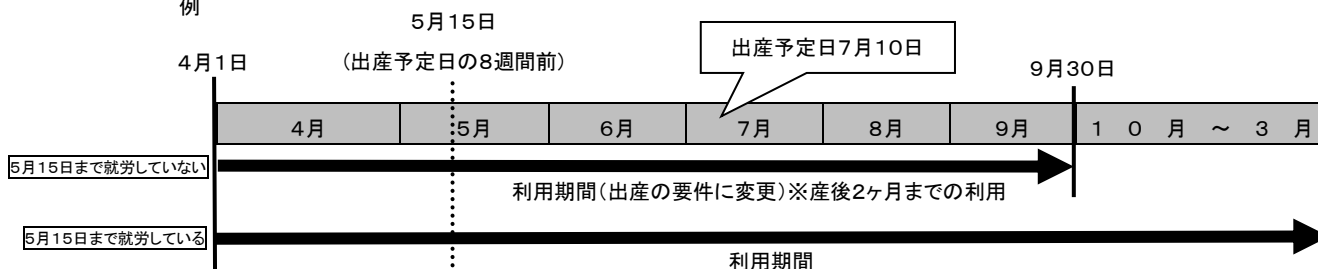 例
5月15日
(出産予定日の8週間前)
出産予定日7月10日
4月1日
9月30日
4月 5月 6月 7月 8月 9月 10月~3月
5月15日まで就労していない
利用期間(出産の要件に変更)※産後2ヶ月までの利用
5月15日まで就労している
利用期間